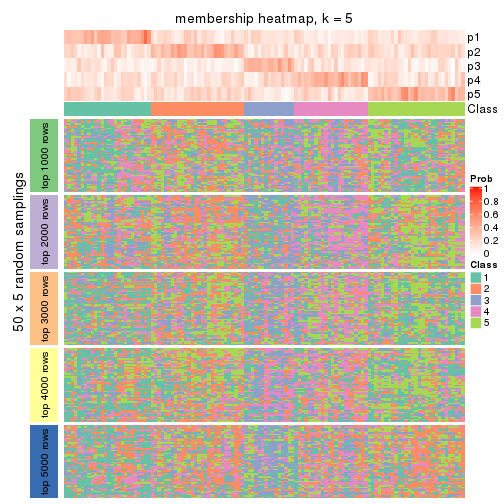 membership heatmap, k = 5
p1
p2
p3
p4
p5
Class
50 x 5 random samplings
top 1000 rows
top 2000 rows
top 3000 rows
top 4000 rows
top 5000 rows
Prob
1
0.8
0.6
0.4
0.2
0
Class
1
2
3
4
5